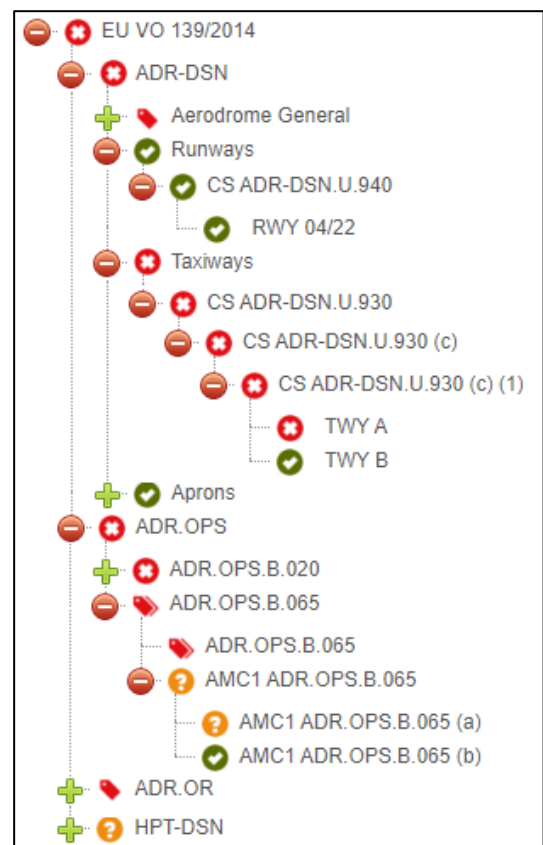 EU VO 139/2014
ADR-DSN
Aerodrome General
Runways
CS ADR-DSN.U.940
RWY 04/22
Taxiways
CS ADR-DSN.U.930
CS ADR-DSN.U.930 (c)
CS ADR-DSN.U.930 (c) (1)
TWY A
TWY B
Aprons
ADR.OPS
ADR.OPS.B.020
ADR.OPS.B.065
ADR.OPS.B.065
AMC1 ADR.OPS.B.065
AMC1 ADR.OPS.B.065 (a)
AMC1 ADR.OPS.B.065 (b)
ADR.OR
HPT-DSN